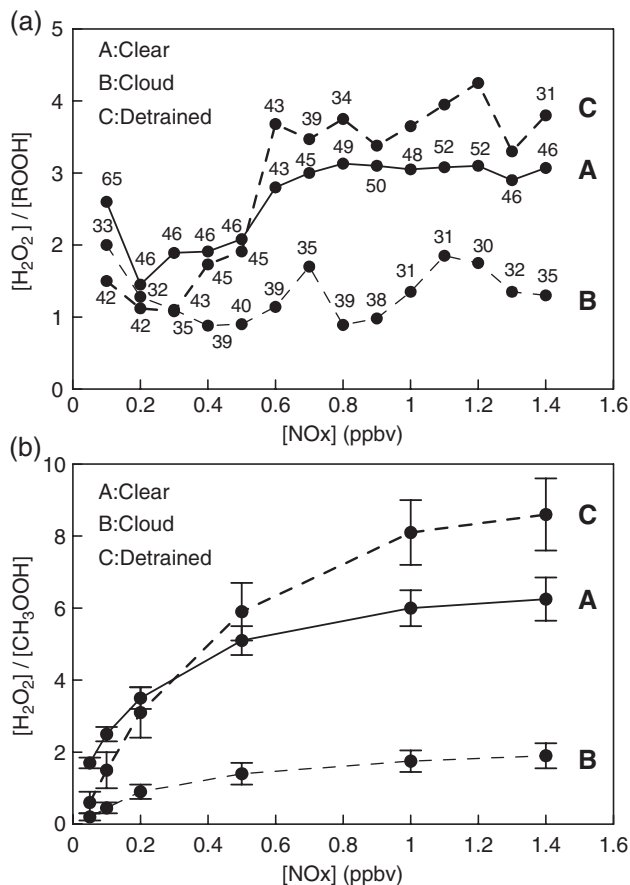 (a)
5
4
3
2
1
0
[H₂O₂] / [ROOH]
A:Clear
B:Cloud
C:Detrained
65
33
42
46
32
42
46
43
35
46
45
39
46
45
40
43
43
39
39
45
35
34
49
39
50
38
48
31
52
31
52
30
46
32
31
46
35
C
A
B
0 0.2 0.4 0.6 0.8 1 1.2 1.4 1.6
[NOx] (ppbv)
(b)
10
8
6
4
2
0
[H₂O₂] / [CH₃OOH]
A:Clear
B:Cloud
C:Detrained
C
A
B
0 0.2 0.4 0.6 0.8 1 1.2 1.4 1.6
[NOx] (ppbv)